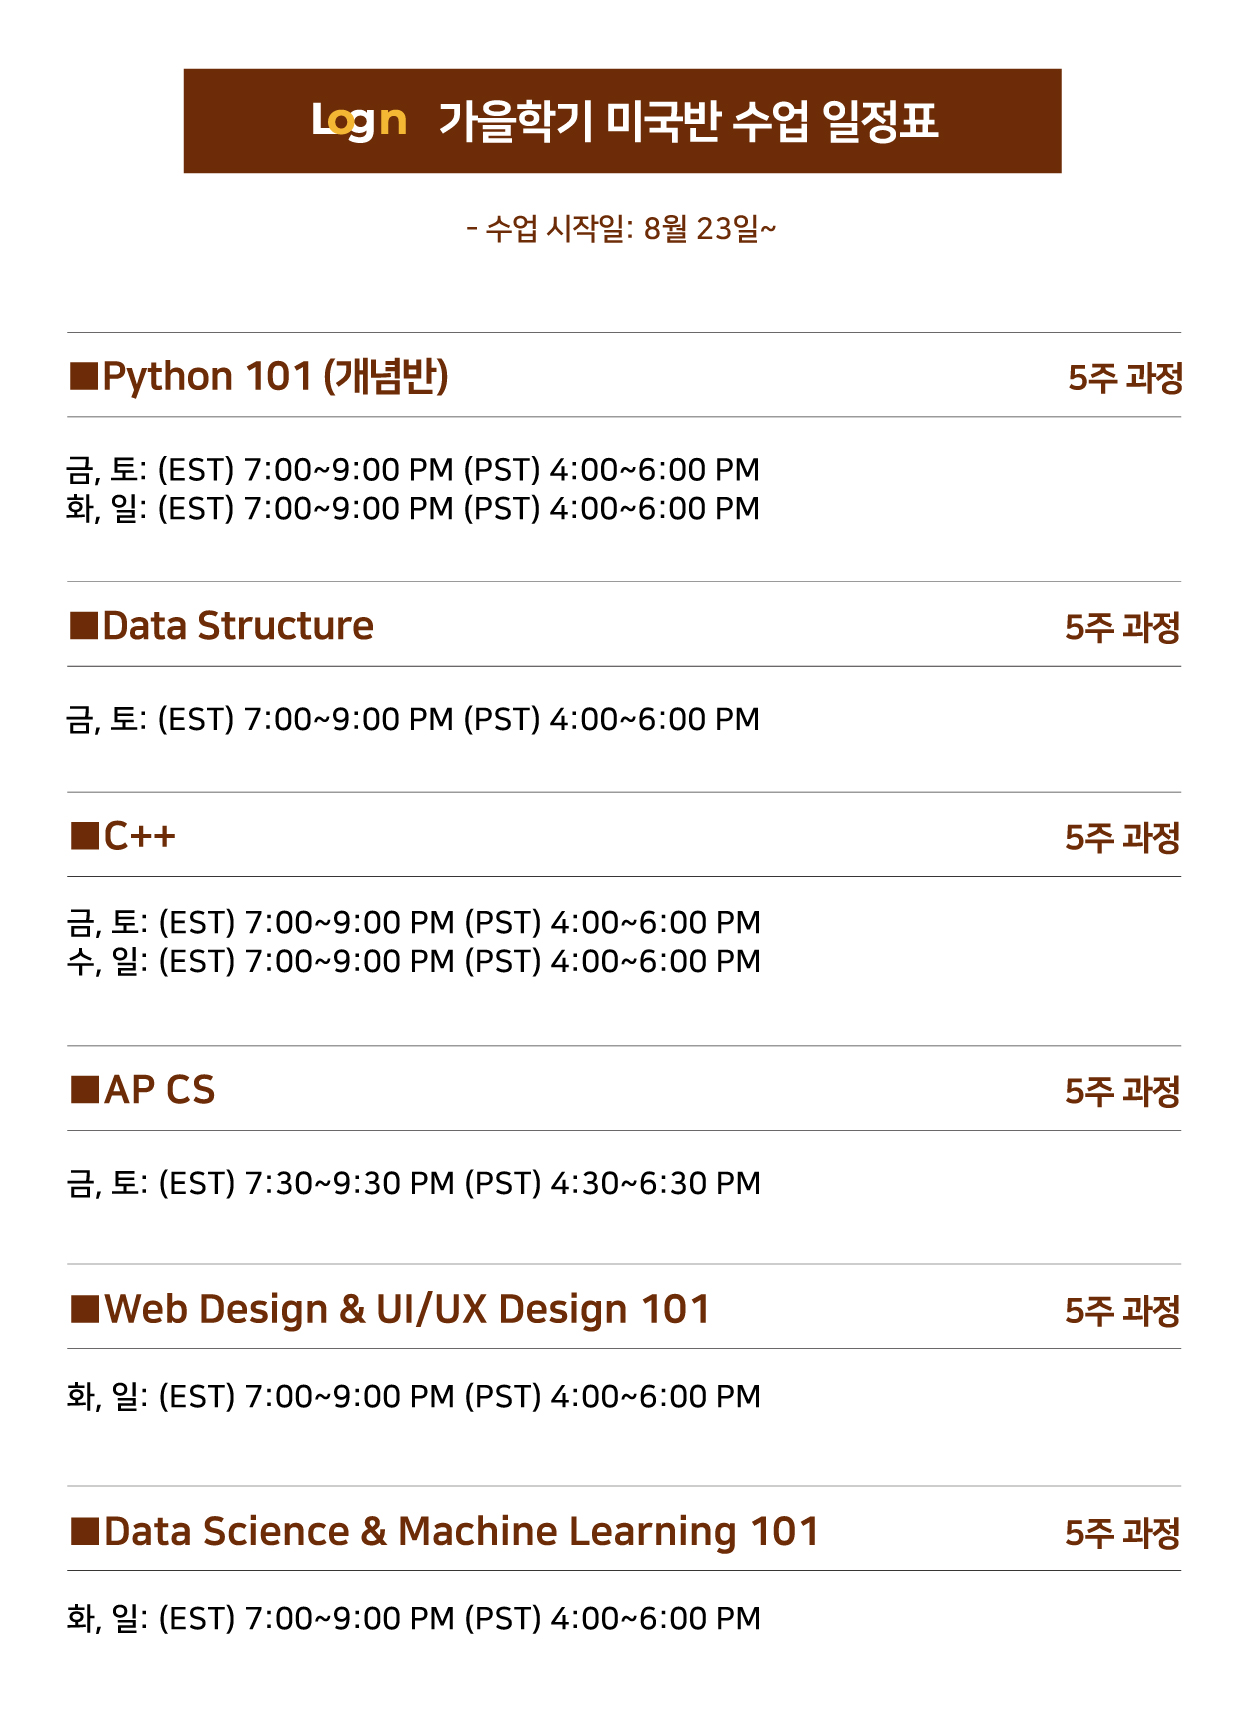 Logn 가을학기 미국반 수업 일정표
- 수업 시작일: 8월 23일~
■Python 101 (개념반) 5주 과정
금, 토: (EST) 7:00~9:00 PM (PST) 4:00~6:00 PM
화, 일: (EST) 7:00~9:00 PM (PST) 4:00~6:00 PM
■Data Structure 5주 과정
금, 토: (EST) 7:00~9:00 PM (PST) 4:00~6:00 PM
■C++ 5주 과정
금, 토: (EST) 7:00~9:00 PM (PST) 4:00~6:00 PM
수, 일: (EST) 7:00~9:00 PM (PST) 4:00~6:00 PM
■AP CS 5주 과정
금, 토: (EST) 7:30~9:30 PM (PST) 4:30~6:30 PM
■Web Design & UI/UX Design 101 5주 과정
화, 일: (EST) 7:00~9:00 PM (PST) 4:00~6:00 PM
■Data Science & Machine Learning 101 5주 과정
화, 일: (EST) 7:00~9:00 PM (PST) 4:00~6:00 PM